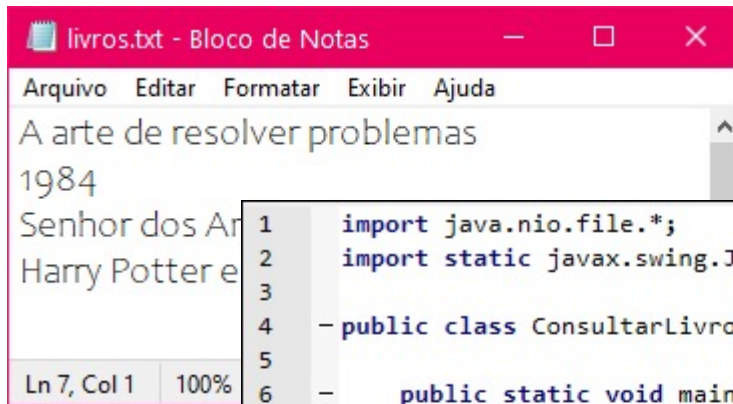 livros.txt - Bloco de Notas
Arquivo Editar Formatar Exibir Ajuda
A arte de resolver problemas
1984
Senhor dos Ar
Harry Potter e
Ln 7, Col 1 100%
1 import java.nio.file.*;
2 import static javax.swing.J
3
4 public class ConsultarLivro
5
6 public static void main